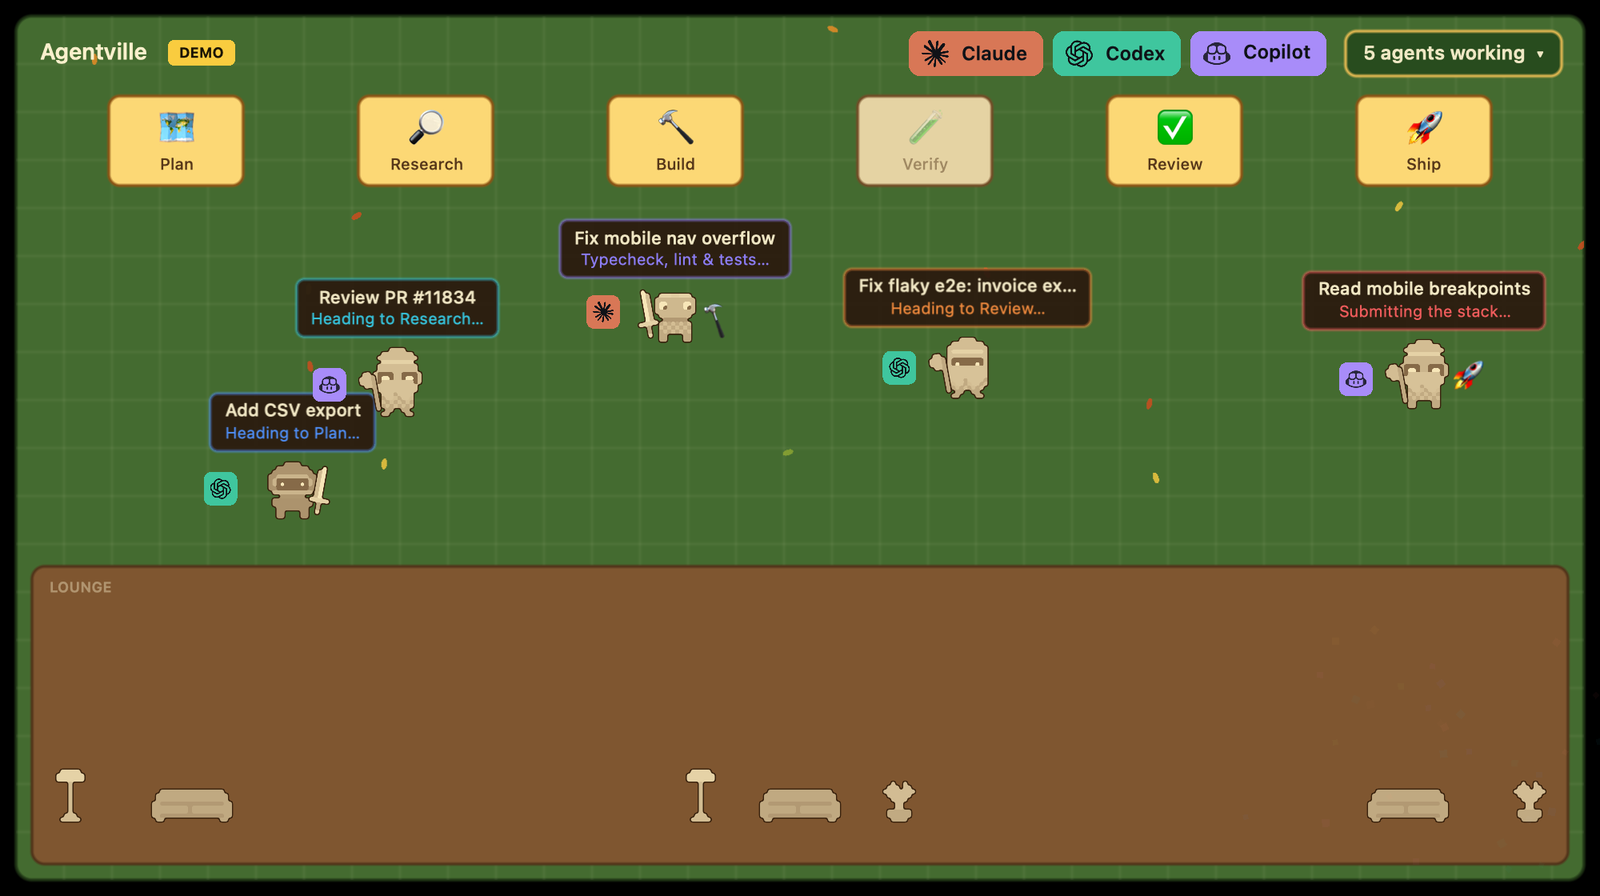 Agentville
DEMO
Claude
Codex
Copilot
5 agents working
Plan
Research
Build
Verify
Review
Ship
Fix mobile nav overflow
Typecheck, lint & tests...
Review PR #11834
Heading to Research...
Fix flaky e2e: invoice ex...
Heading to Review...
Read mobile breakpoints
Submitting the stack...
Add CSV export
Heading to Plan...
LOUNGE